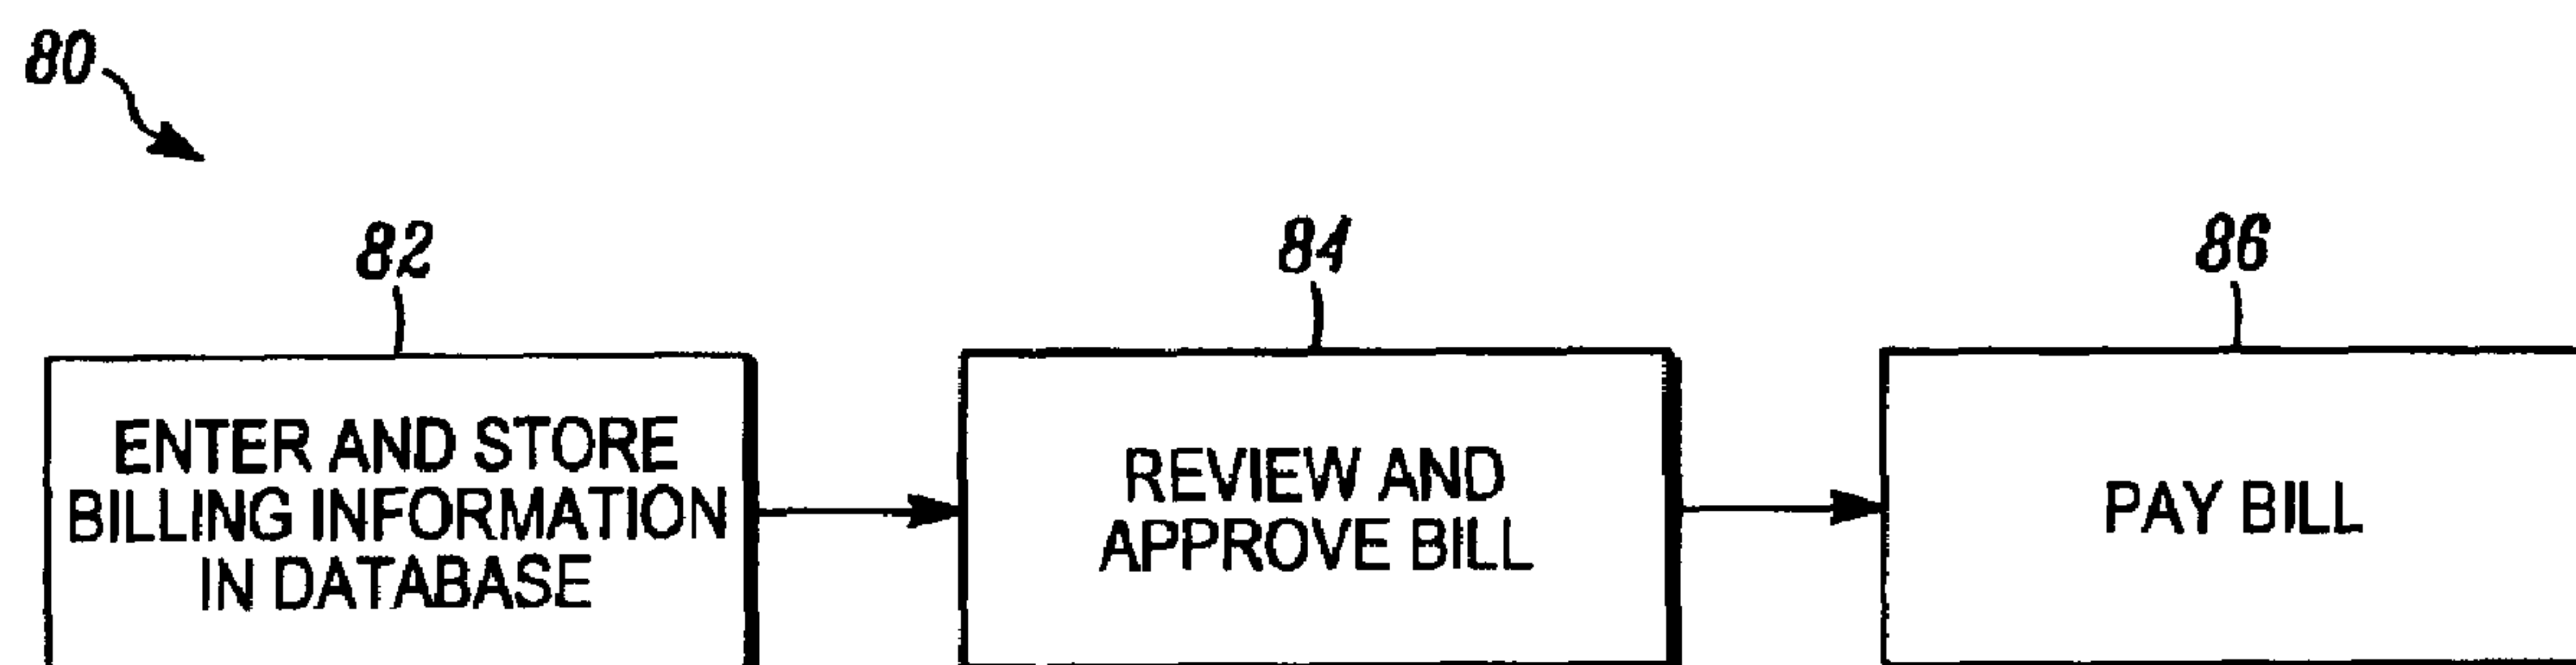 80
82
84
86
ENTER AND STORE
BILLING INFORMATION
IN DATABASE
REVIEW AND
APPROVE BILL
PAY BILL